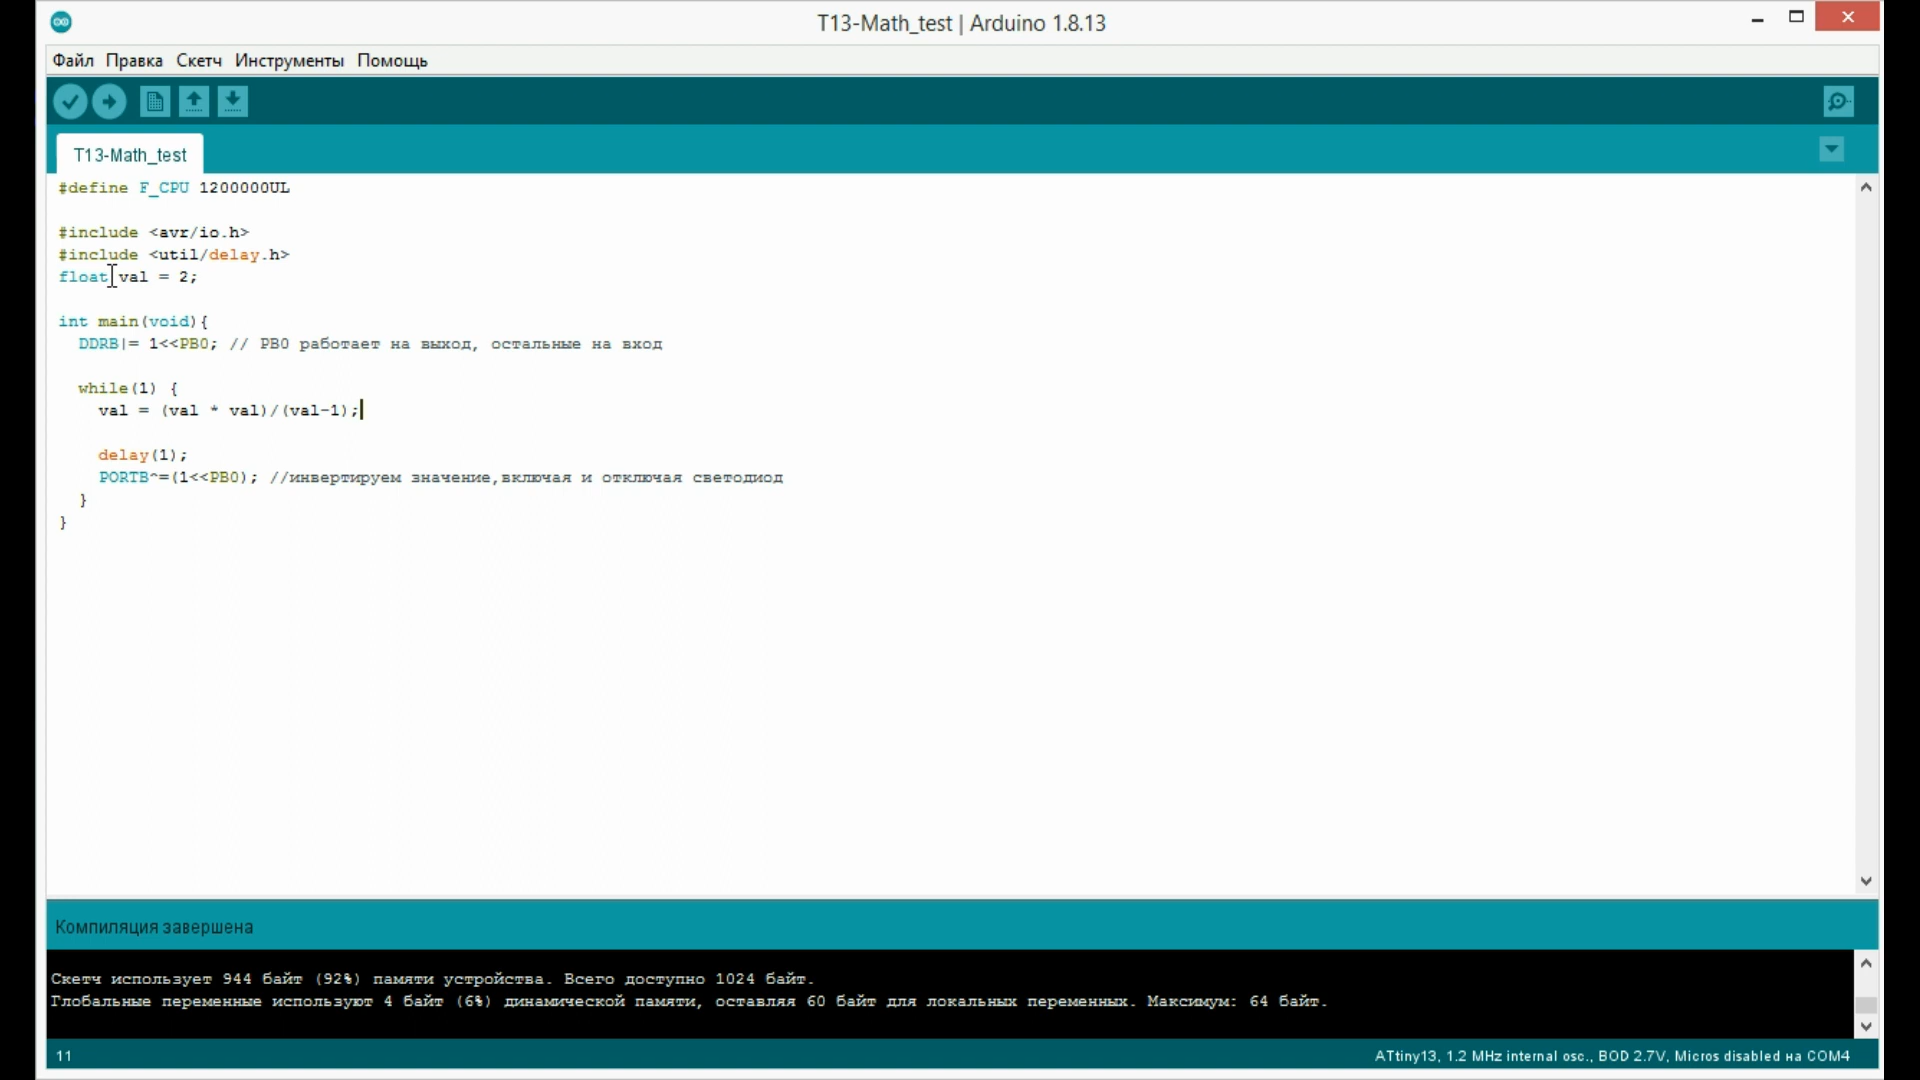 T13-Math_test | Arduino 1.8.13
Файл Правка Скетч Инструменты Помощь
T13-Math_test
#define F_CPU 1200000UL
#include <avr/io.h>
#include <util/delay.h>
float val = 2;
int main(void){
DDRB|= 1<<PB0; // PB0 работает на выход, остальные на вход
while(1) {
val = (val * val)/(val-1);
delay(1);
PORTB^=(1<<PB0); //инвертируем значение,включая и отключая светодиод
}
}
Компиляция завершена
Скетч использует 944 байт (92%) памяти устройства. Всего доступно 1024 байт.
Глобальные переменные используют 4 байт (6%) динамической памяти, оставляя 60 байт для локальных переменных. Максимум: 64 байт.
11
ATtiny13, 1.2 MHz internal osc., BOD 2.7V, Micros disabled на COM4